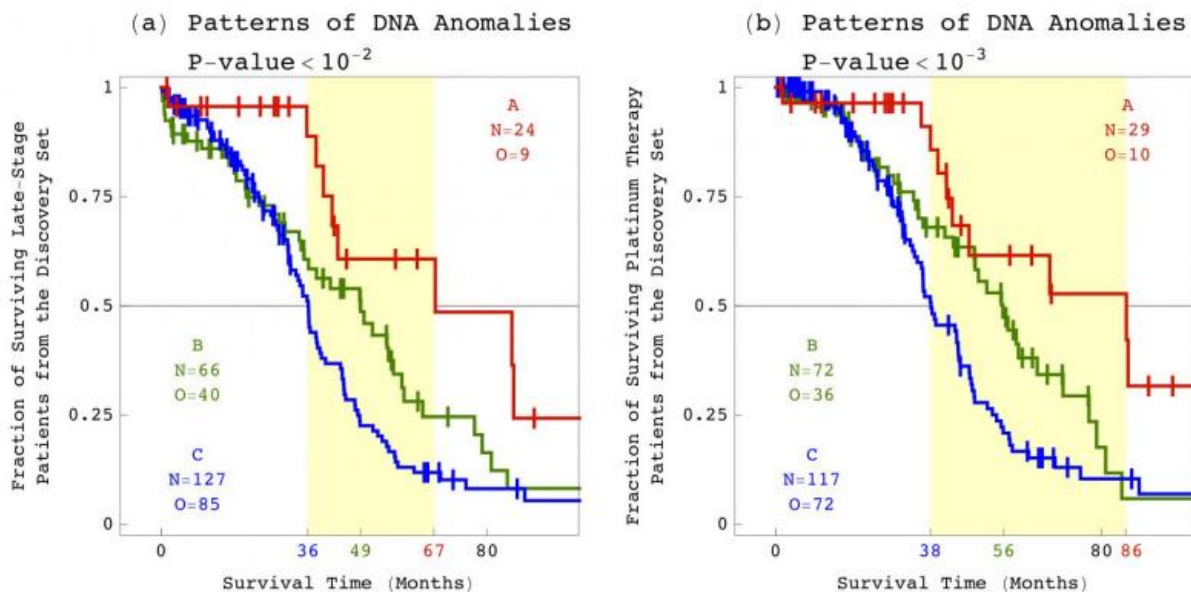 (a) Patterns of DNA Anomalies
P-value < 10^-2
Fraction of Surviving Late-Stage
Patients from the Discovery Set
1
0.75
0.5
0.25
0
A
N=24
O=9
B
N=66
O=40
C
N=127
O=85
0 36 49 67 80
Survival Time (Months)
(b) Patterns of DNA Anomalies
P-value < 10^-3
Fraction of Surviving Platinum Therapy
Patients from the Discovery Set
1
0.75
0.5
0.25
0
A
N=29
O=10
B
N=72
O=36
C
N=117
O=72
0 38 56 80 86
Survival Time (Months)